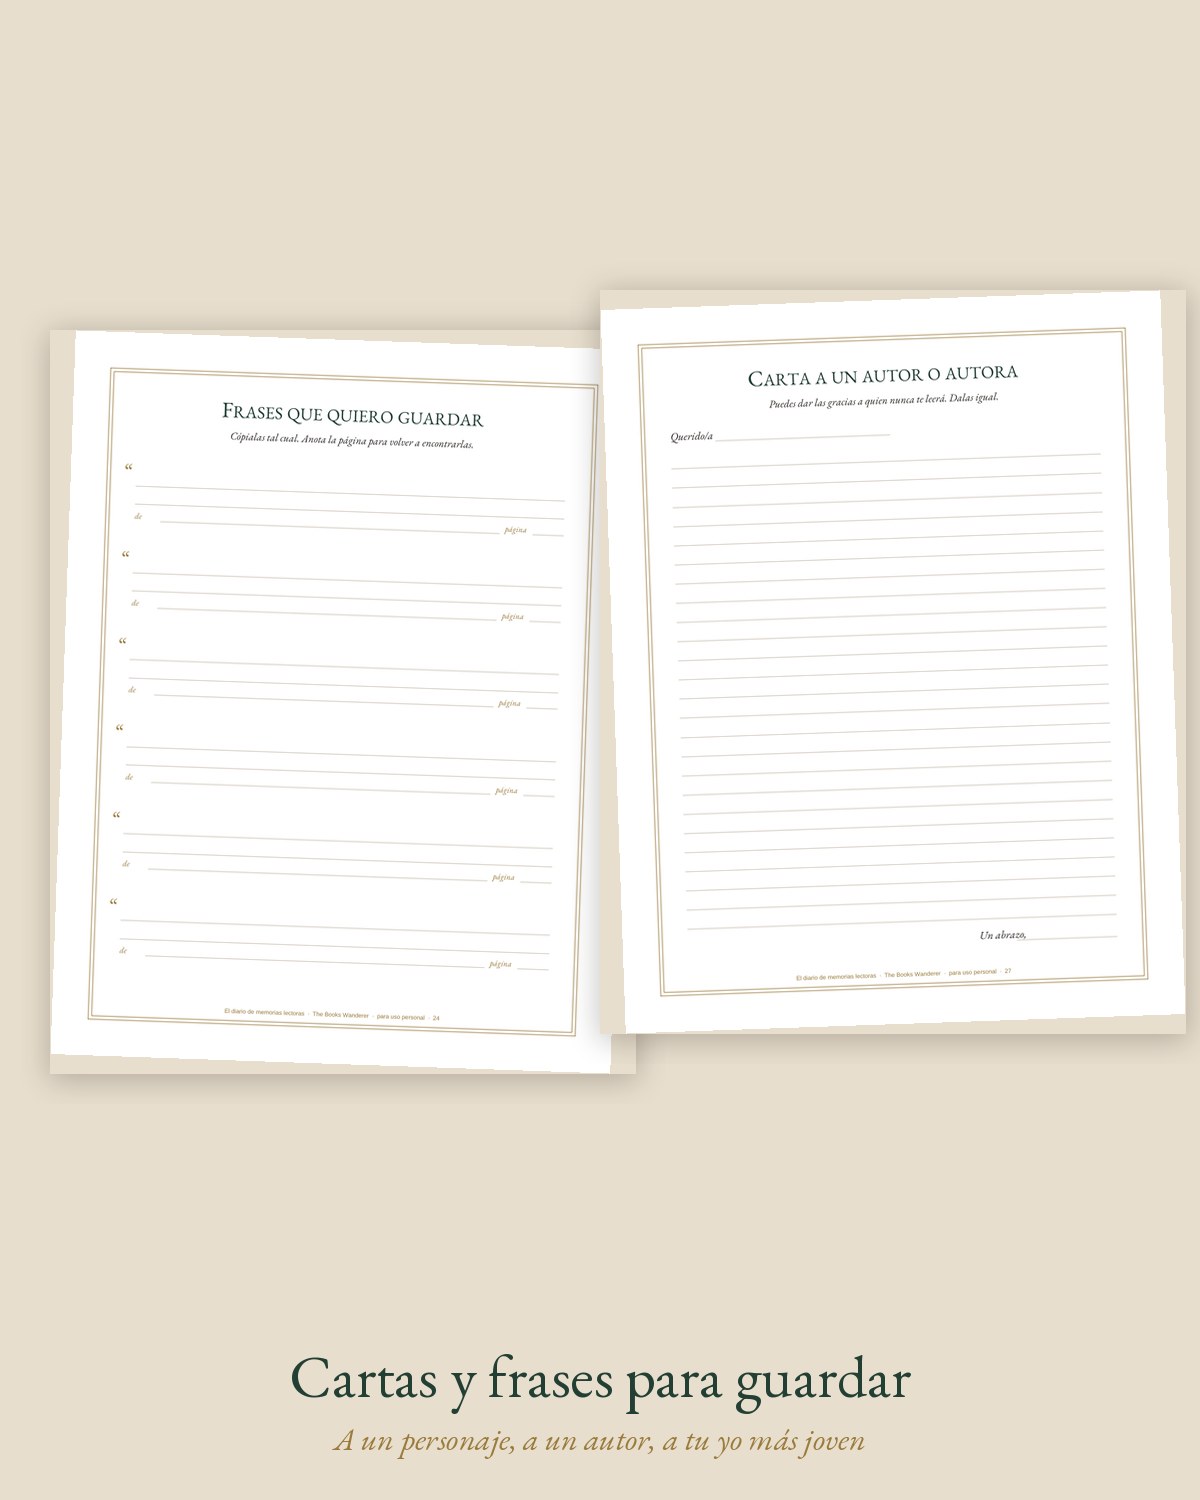 FRASES QUE QUIERO GUARDAR
Cópialas tal cual. Anota la página para volver a encontrarlas.
“
de página
“
de página
“
de página
“
de página
“
de página
“
de página
El diario de memorias lectoras · The Books Wanderer · para uso personal · 24
CARTA A UN AUTOR O AUTORA
Puedes dar las gracias a quien nunca te leerá. Dalas igual.
Querido/a
Un abrazo,
El diario de memorias lectoras · The Books Wanderer · para uso personal · 27
Cartas y frases para guardar
A un personaje, a un autor, a tu yo más joven